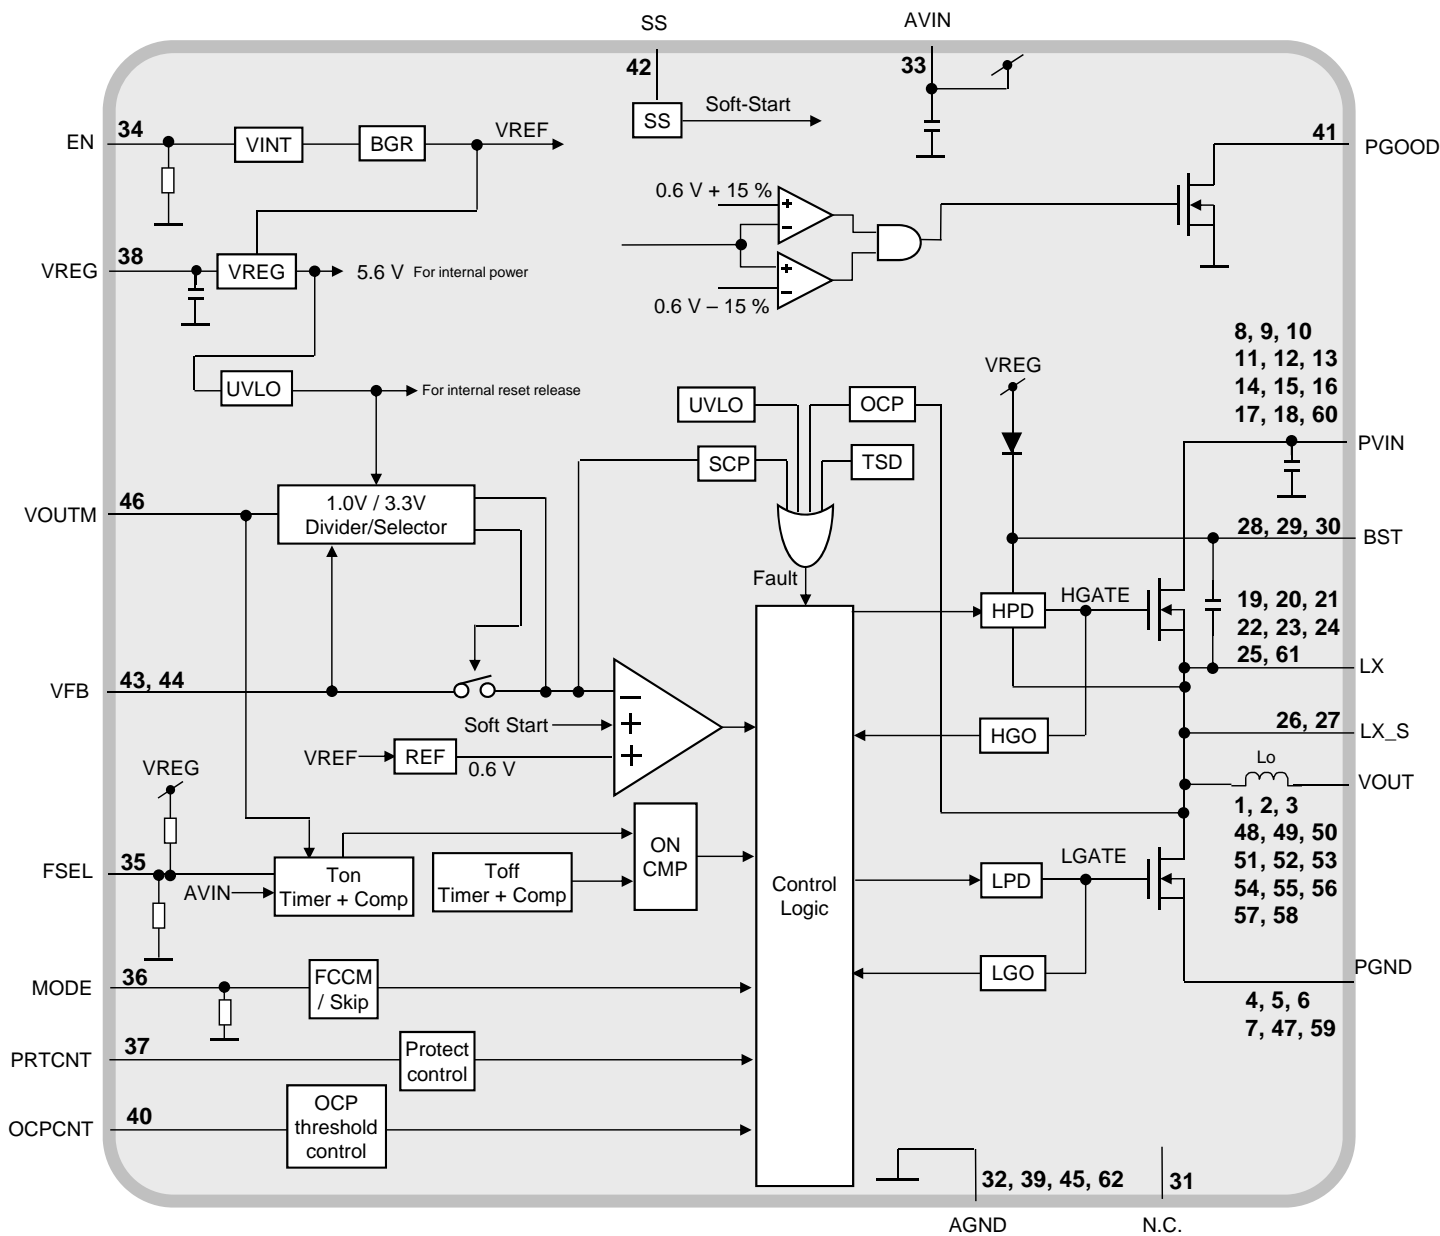 SS
AVIN
42
33
SS
Soft-Start
34
EN
VINT
BGR
VREF
41
PGOOD
0.6 V + 15 %
+
−
+
−
0.6 V – 15 %
38
VREG
VREG
5.6 V For internal power
8, 9, 10
11, 12, 13
14, 15, 16
17, 18, 60
PVIN
UVLO
For internal reset release
UVLO
OCP
VREG
SCP
TSD
46
VOUTM
1.0V / 3.3V
Divider/Selector
28, 29, 30
BST
Fault
HPD
HGATE
19, 20, 21
22, 23, 24
25, 61
LX
VFB
43, 44
−
+
+
Soft Start
VREF
REF
0.6 V
HGO
26, 27
LX_S
Lo
VOUT
VREG
1, 2, 3
48, 49, 50
51, 52, 53
54, 55, 56
57, 58
35
FSEL
AVIN
Ton
Timer + Comp
Toff
Timer + Comp
ON
CMP
Control
Logic
LPD
LGATE
36
MODE
FCCM
/ Skip
LGO
PGND
4, 5, 6
7, 47, 59
37
PRTCNT
Protect
control
40
OCPCNT
OCP
threshold
control
32, 39, 45, 62
31
AGND
N.C.